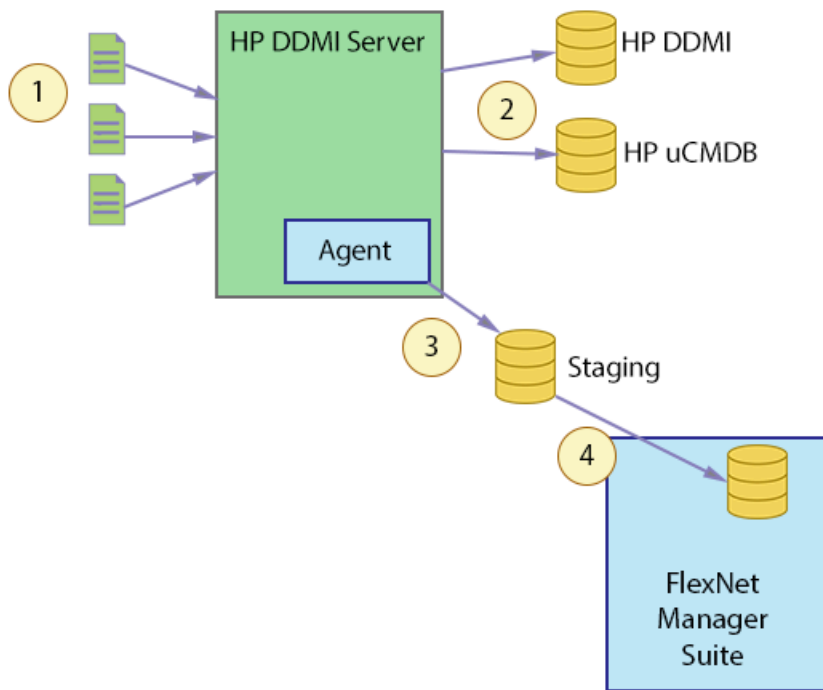 HP DDMI Server
HP DDMI
1
2
HP uCMDB
Agent
3
Staging
4
FlexNet
Manager
Suite